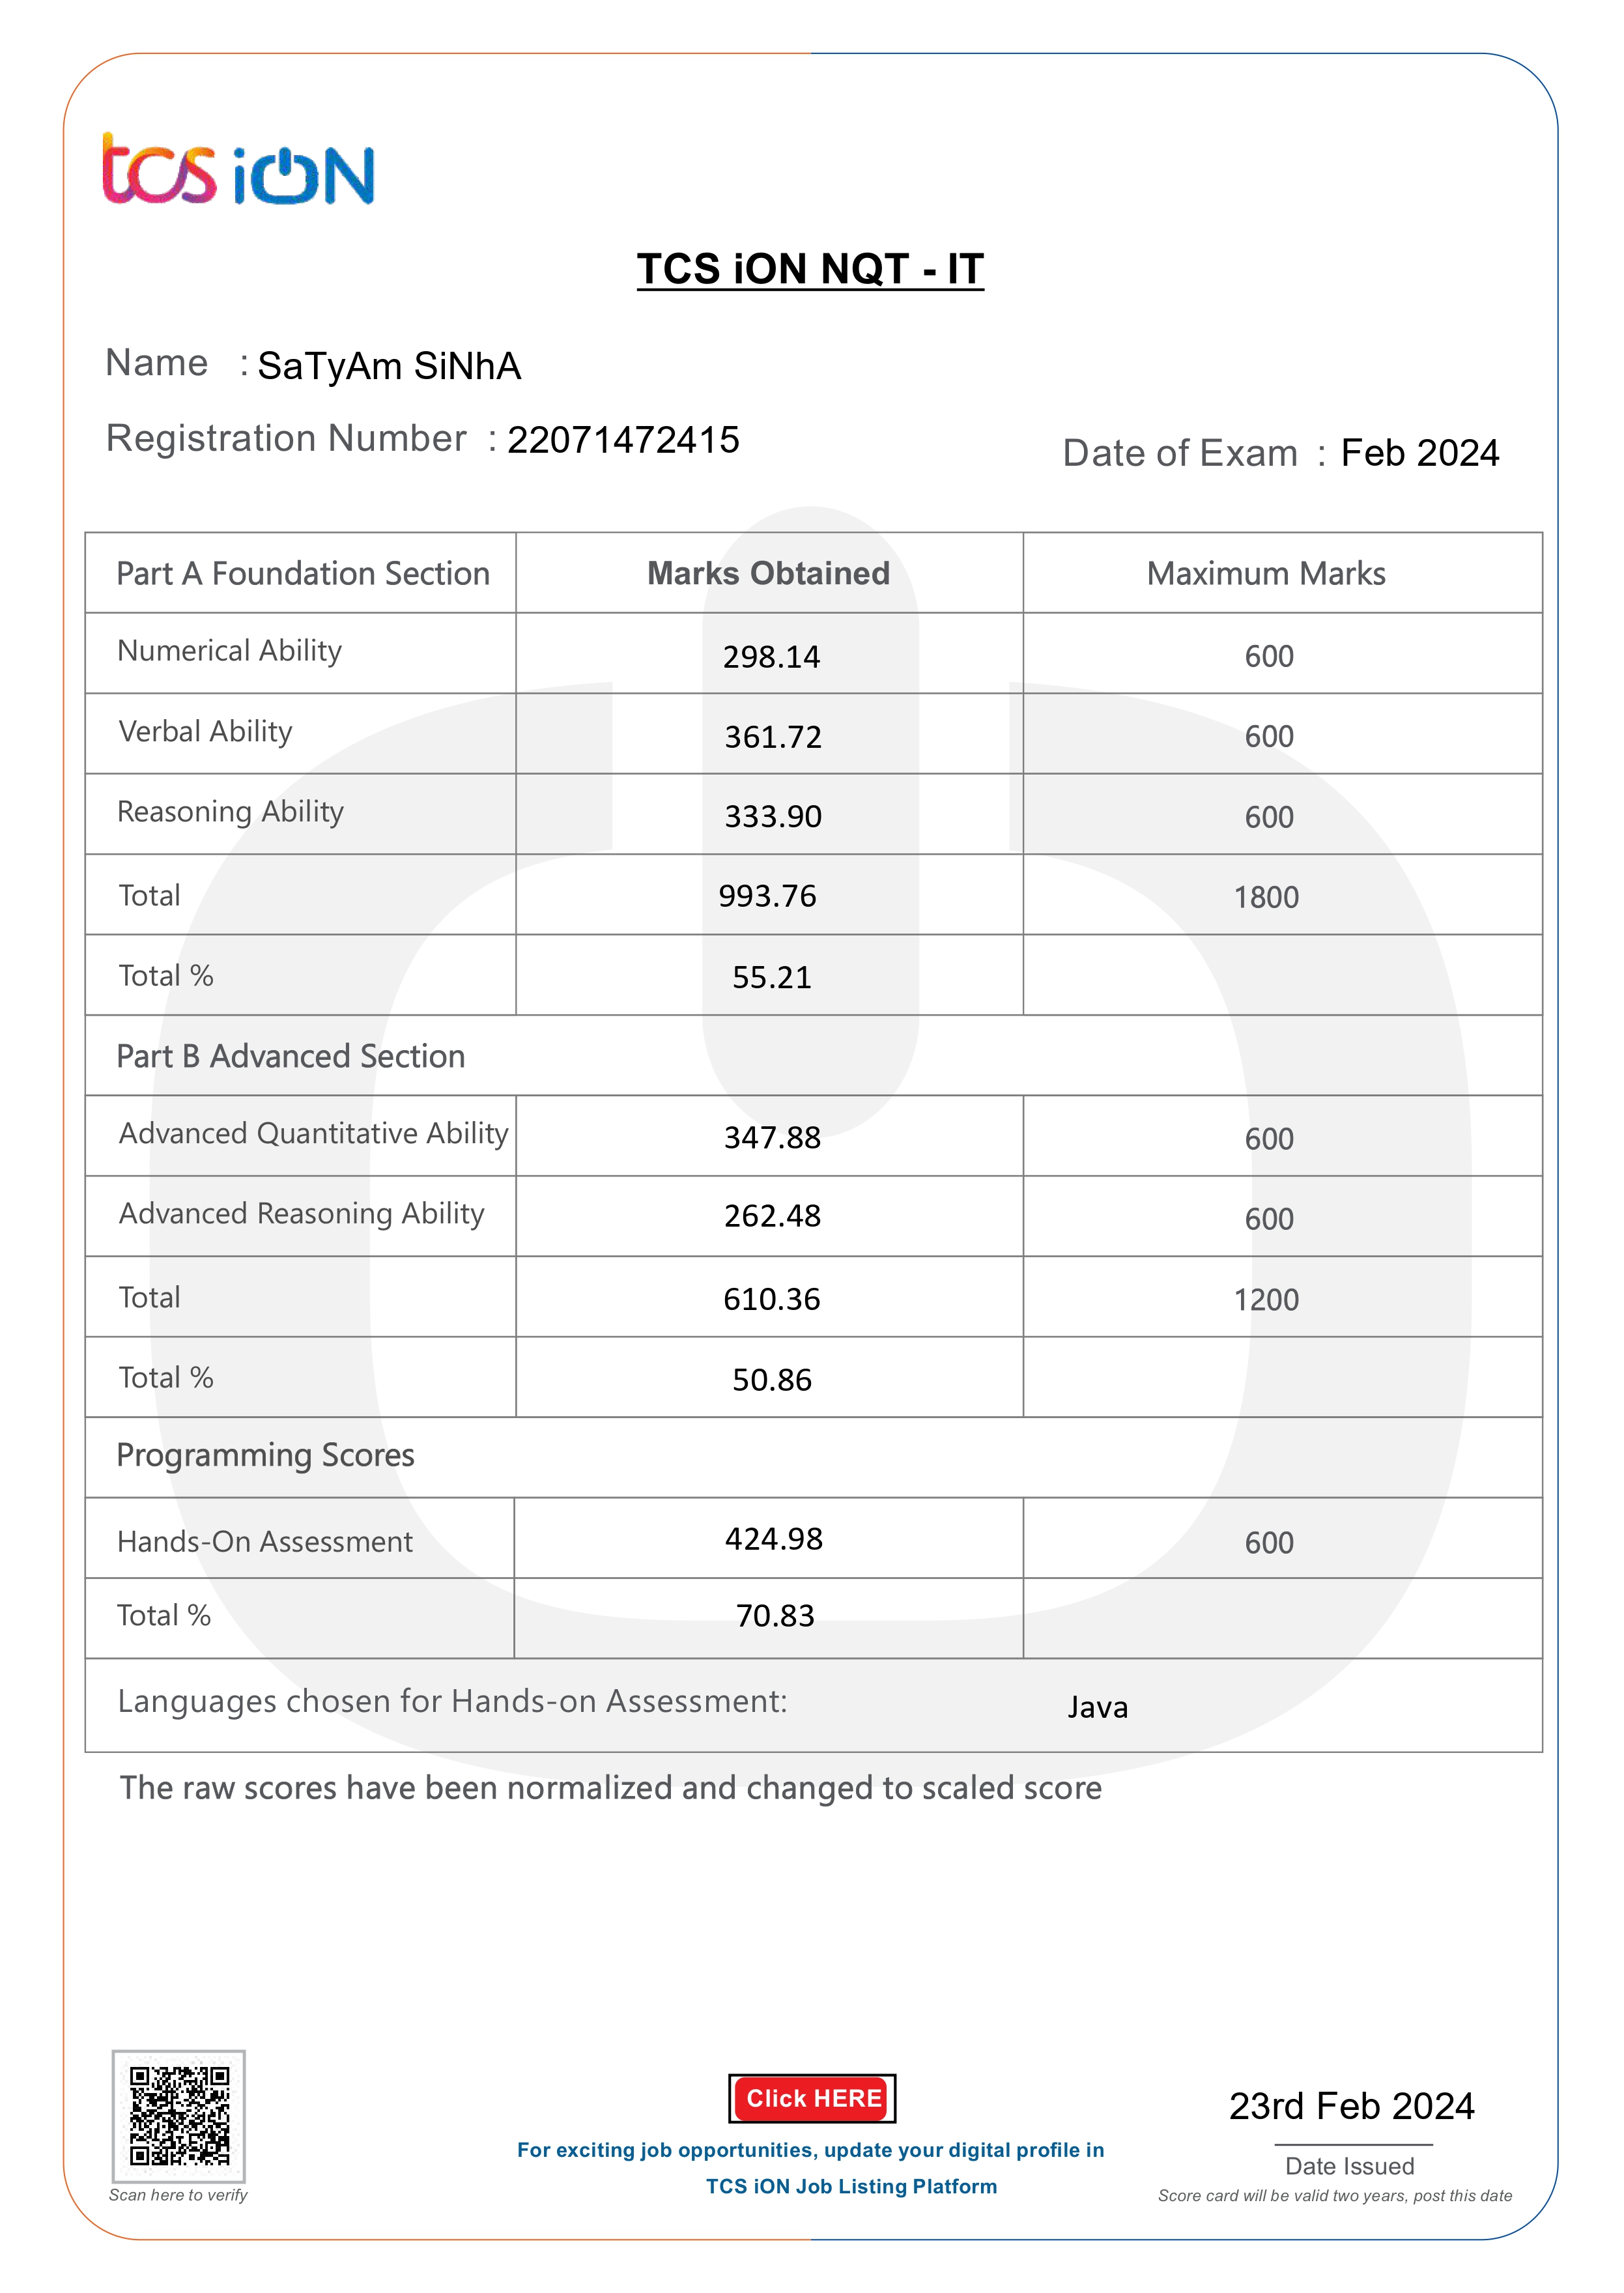 tcs iON
TCS iON NQT - IT
Name : SaTyAm SiNhA
Registration Number : 22071472415
Date of Exam : Feb 2024
Part A Foundation Section Marks Obtained Maximum Marks
Numerical Ability 298.14 600
Verbal Ability 361.72 600
Reasoning Ability 333.90 600
Total 993.76 1800
Total % 55.21
Part B Advanced Section
Advanced Quantitative Ability 347.88 600
Advanced Reasoning Ability 262.48 600
Total 610.36 1200
Total % 50.86
Programming Scores
Hands-On Assessment 424.98 600
Total % 70.83
Languages chosen for Hands-on Assessment: Java
The raw scores have been normalized and changed to scaled score
Click HERE
For exciting job opportunities, update your digital profile in
TCS iON Job Listing Platform
23rd Feb 2024
Date Issued
Score card will be valid two years, post this date
Scan here to verify